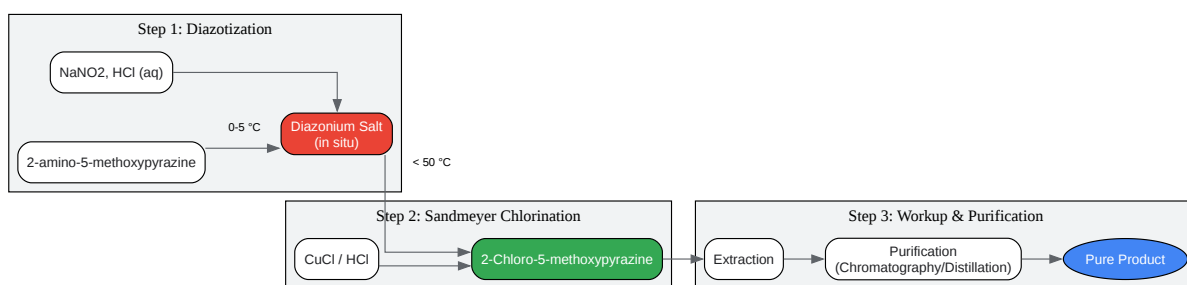 Step 1: Diazotization
NaNO2, HCl (aq)
0-5 °C
Diazonium Salt
(in situ)
2-amino-5-methoxypyrazine
< 50 °C
Step 2: Sandmeyer Chlorination
CuCl / HCl
2-Chloro-5-methoxypyrazine
Step 3: Workup & Purification
Extraction
Purification
(Chromatography/Distillation)
Pure Product